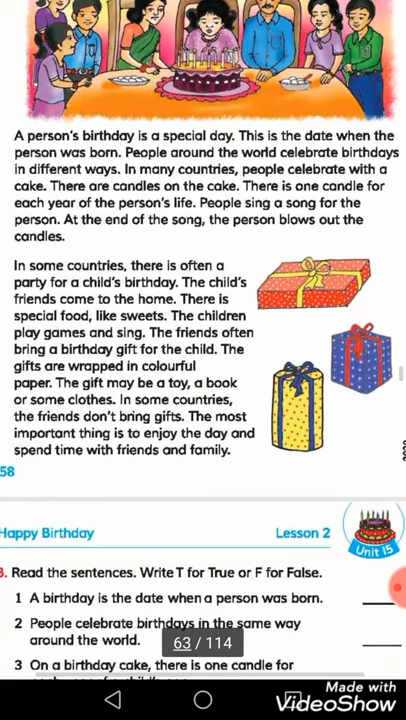 A person's birthday is a special day. This is the date when the
person was born. People around the world celebrate birthdays
in different ways. In many countries, people celebrate with a
cake. There are candles on the cake. There is one candle for
each year of the person's life. People sing a song for the
person. At the end of the song, the person blows out the
candles.
In some countries, there is often a
party for a child's birthday. The child's
friends come to the home. There is
special food, like sweets. The children
play games and sing. The friends often
bring a birthday gift for the child. The
gifts are wrapped in colourful
paper. The gift may be a toy, a book
or some clothes. In some countries,
the friends don't bring gifts. The most
important thing is to enjoy the day and
spend time with friends and family.
58
Happy Birthday
Lesson 2
Unit 15
3. Read the sentences. Write T for True or F for False.
1 A birthday is the date when a person was born.
2 People celebrate birthdays in the same way
around the world.
63 / 114
3 On a birthday cake, there is one candle for
Made with
VideoShow